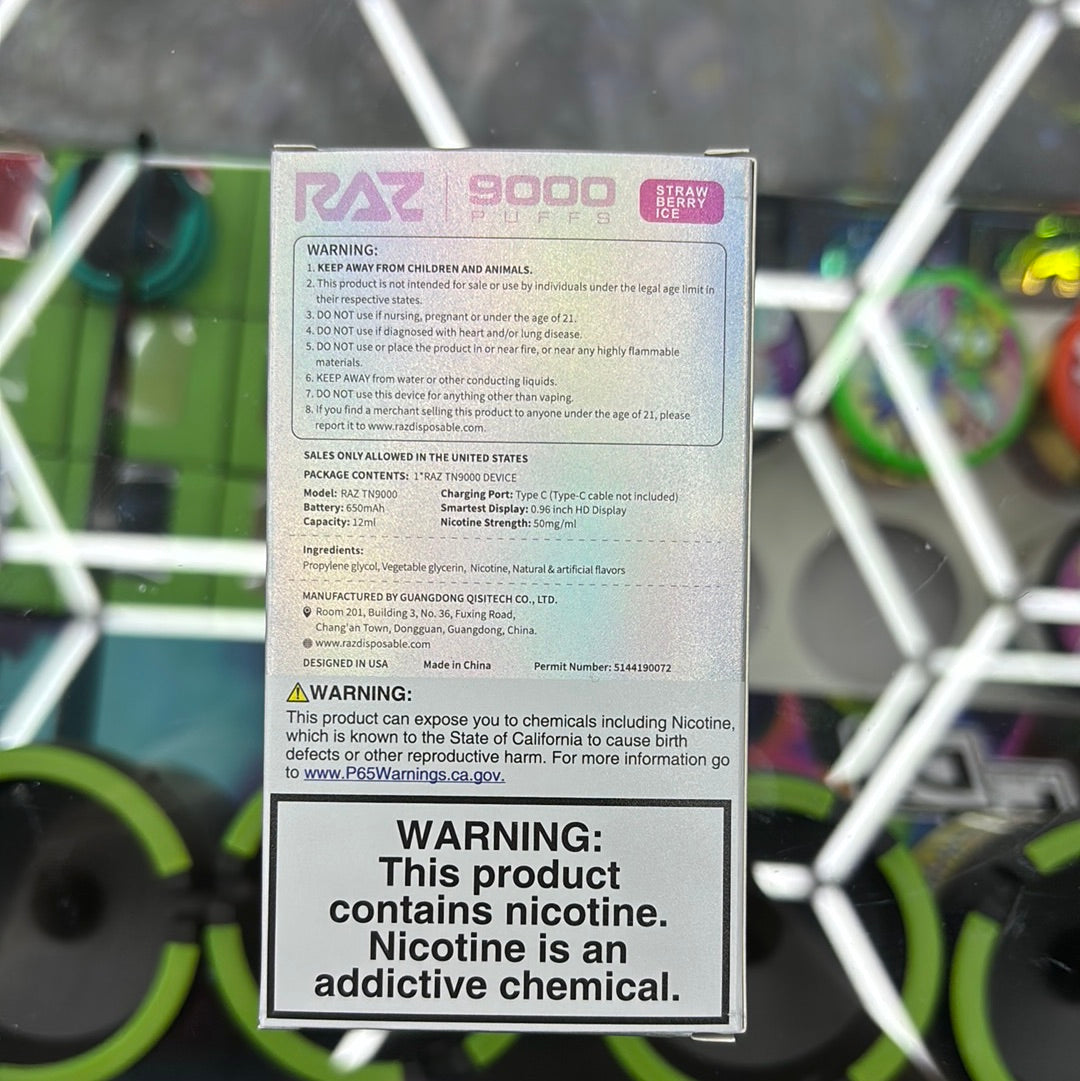 RAZ | 9000 PUFFS STRAW BERRY ICE
WARNING:
1. KEEP AWAY FROM CHILDREN AND ANIMALS.
2. This product is not intended for sale or use by individuals under the legal age limit in
their respective states.
3. DO NOT use if nursing, pregnant or under the age of 21.
4. DO NOT use if diagnosed with heart and/or lung disease.
5. DO NOT use or place the product in or near fire, or near any highly flammable
materials.
6. KEEP AWAY from water or other conducting liquids.
7. DO NOT use this device for anything other than vaping.
8. If you find a merchant selling this product to anyone under the age of 21, please
report it to www.razdisposable.com.
SALES ONLY ALLOWED IN THE UNITED STATES
PACKAGE CONTENTS: 1*RAZ TN9000 DEVICE
Model: RAZ TN9000 Charging Port: Type C (Type-C cable not included)
Battery: 650mAh Smartest Display: 0.96 inch HD Display
Capacity: 12ml Nicotine Strength: 50mg/ml
Ingredients:
Propylene glycol, Vegetable glycerin, Nicotine, Natural & artificial flavors
MANUFACTURED BY GUANGDONG QISITECH CO., LTD.
Room 201, Building 3, No. 36, Fuxing Road,
Chang'an Town, Dongguan, Guangdong, China.
www.razdisposable.com
DESIGNED IN USA Made in China Permit Number: 5144190072
WARNING:
This product can expose you to chemicals including Nicotine,
which is known to the State of California to cause birth
defects or other reproductive harm. For more information go
to www.P65Warnings.ca.gov.
WARNING:
This product
contains nicotine.
Nicotine is an
addictive chemical.